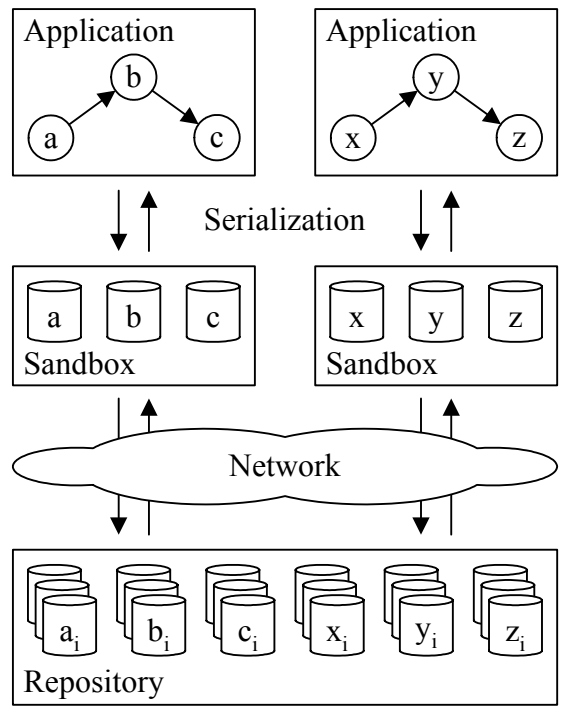 Application Application
b y
a c x z
Serialization
a b c x y z
Sandbox Sandbox
Network
aᵢ bᵢ cᵢ xᵢ yᵢ zᵢ
Repository